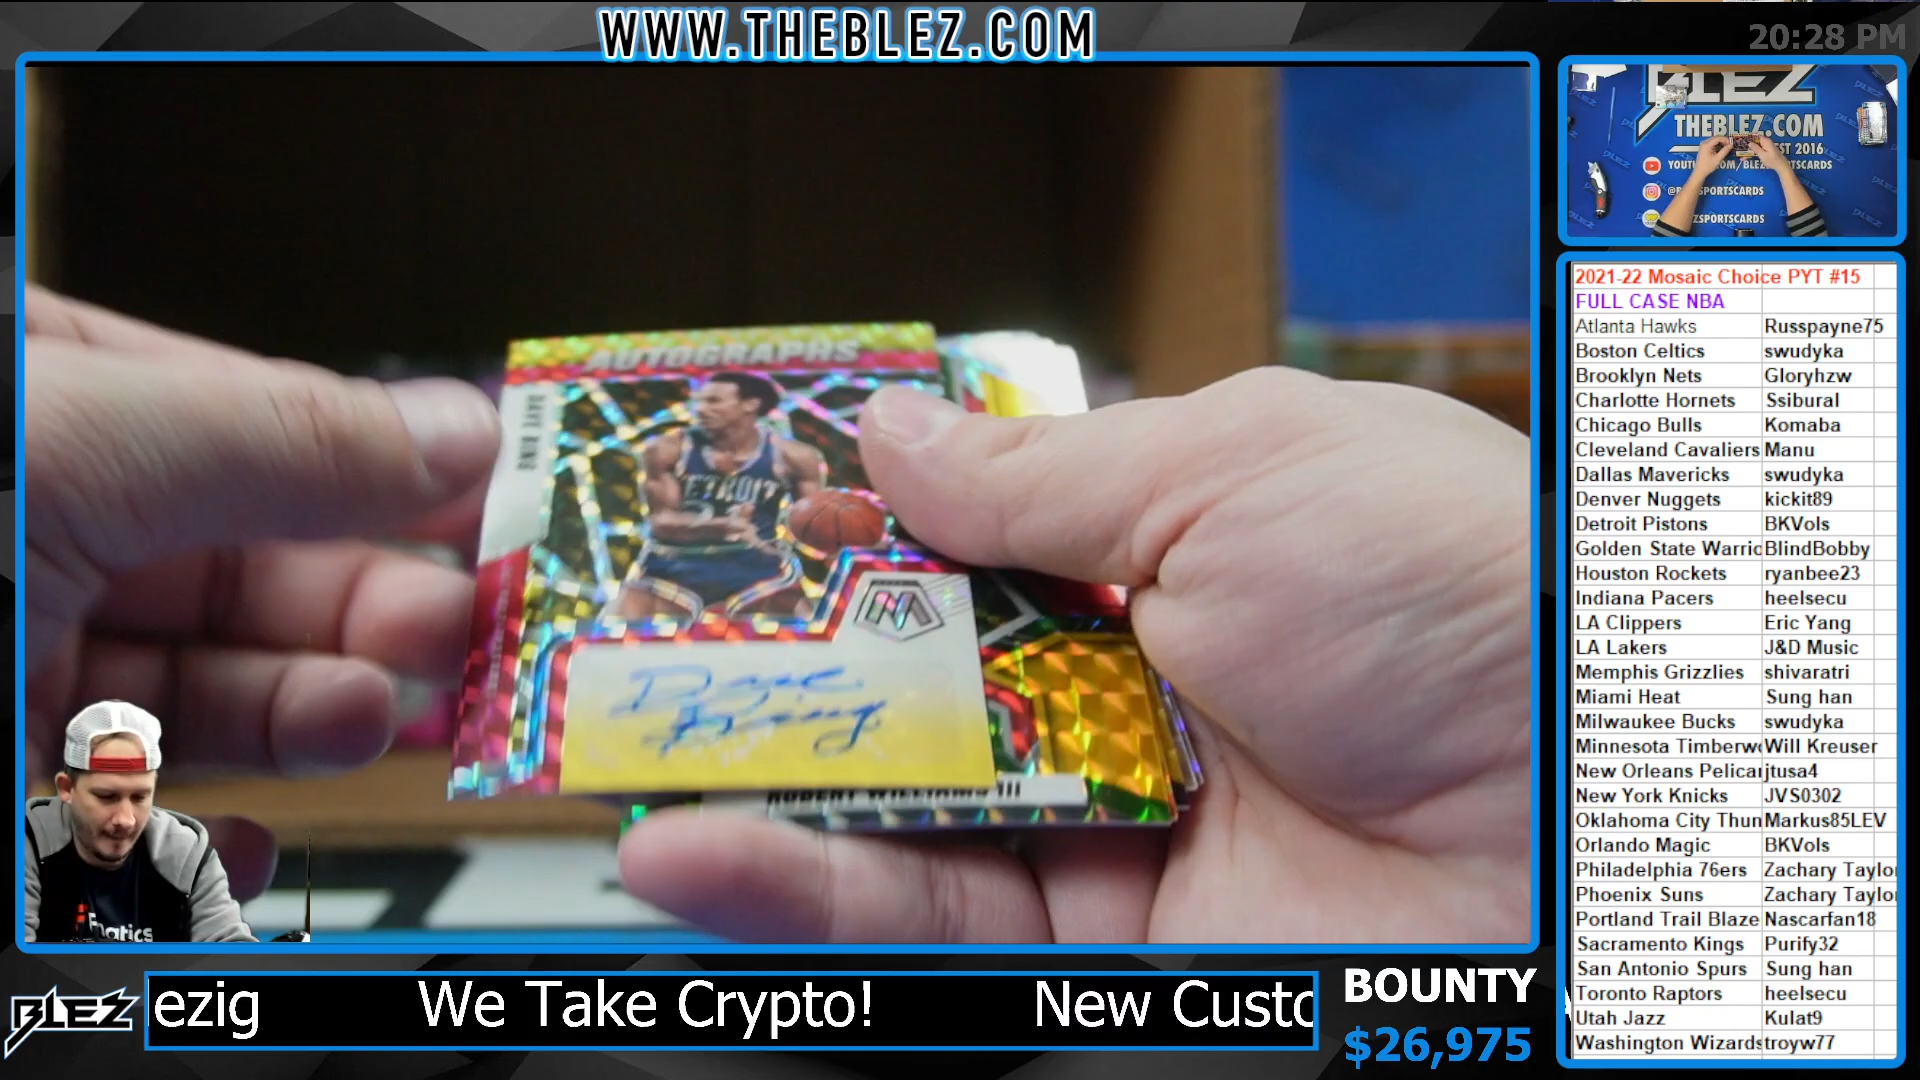 WWW.THEBLEZ.COM
20:28 PM
BLEZ
THEBLEZ.COM
EST 2016
@B
SPORTSCARDS
ZSPORTSCARDS
AUTOGRAPHS
DAVE BING
DETROIT
21
M
Dave
Bing
ROBERT WILLIAMS III
Fnatics
2021-22 Mosaic Choice PYT #15
FULL CASE NBA
Atlanta Hawks Russpayne75
Boston Celtics swudyka
Brooklyn Nets Gloryhzw
Charlotte Hornets Ssibural
Chicago Bulls Komaba
Cleveland Cavaliers Manu
Dallas Mavericks swudyka
Denver Nuggets kickit89
Detroit Pistons BKVols
Golden State Warric BlindBobby
Houston Rockets ryanbee23
Indiana Pacers heelsecu
LA Clippers Eric Yang
LA Lakers J&D Music
Memphis Grizzlies shivaratri
Miami Heat Sung han
Milwaukee Bucks swudyka
Minnesota Timberw Will Kreuser
New Orleans Pelica jtusa4
New York Knicks JVS0302
Oklahoma City Thun Markus85LEV
Orlando Magic BKVols
Philadelphia 76ers Zachary Taylo
Phoenix Suns Zachary Taylo
Portland Trail Blaze Nascarfan18
Sacramento Kings Purify32
San Antonio Spurs Sung han
Toronto Raptors heelsecu
Utah Jazz Kulat9
Washington Wizards troyw77
BLEZ
ezig We Take Crypto! New Custo
BOUNTY
$26,975